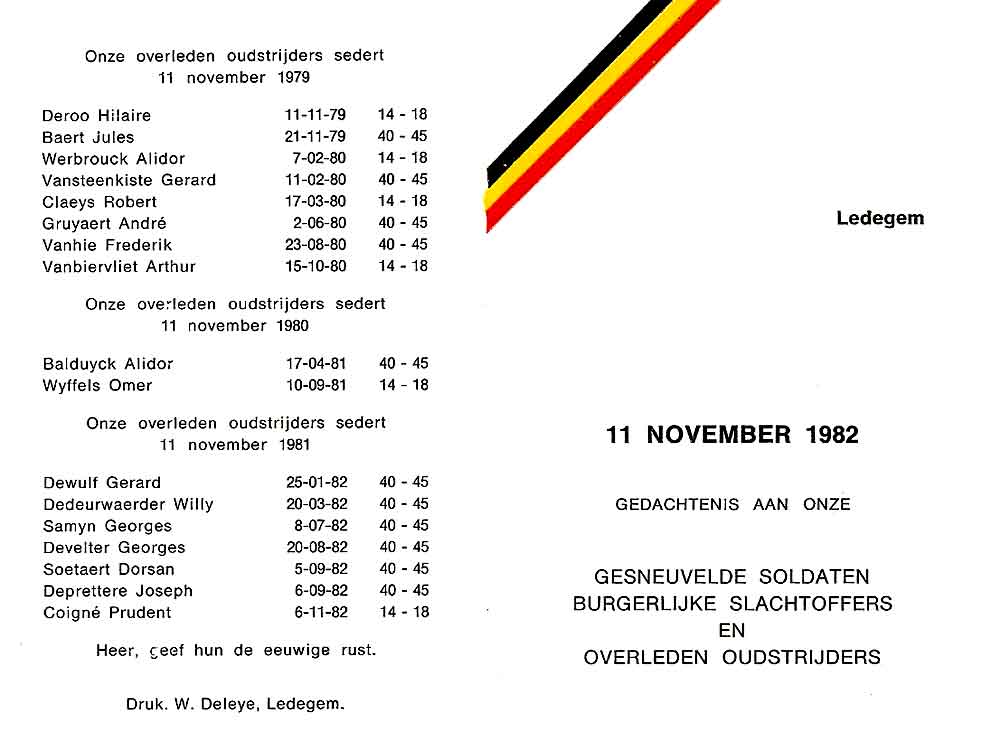 Onze overleden oudstrijders sedert
11 november 1979
Deroo Hilaire 11-11-79 14 - 18
Baert Jules 21-11-79 40 - 45
Werbrouck Alidor 7-02-80 14 - 18
Vansteenkiste Gerard 11-02-80 40 - 45
Claeys Robert 17-03-80 14 - 18
Gruyaert André 2-06-80 40 - 45
Vanhie Frederik 23-08-80 40 - 45
Vanbiervliet Arthur 15-10-80 14 - 18
Onze overleden oudstrijders sedert
11 november 1980
Balduyck Alidor 17-04-81 40 - 45
Wyffels Omer 10-09-81 14 - 18
Onze overleden oudstrijders sedert
11 november 1981
Dewulf Gerard 25-01-82 40 - 45
Dedeurwaerder Willy 20-03-82 40 - 45
Samyn Georges 8-07-82 40 - 45
Develter Georges 20-08-82 40 - 45
Soetaert Dorsan 5-09-82 40 - 45
Deprettere Joseph 6-09-82 40 - 45
Coigné Prudent 6-11-82 14 - 18
Heer, geef hun de eeuwige rust.
Druk. W. Deleye, Ledegem.
Ledegem
11 NOVEMBER 1982
GEDACHTENIS AAN ONZE
GESNEUVELDE SOLDATEN
BURGERLIJKE SLACHTOFFERS
EN
OVERLEDEN OUDSTRIJDERS